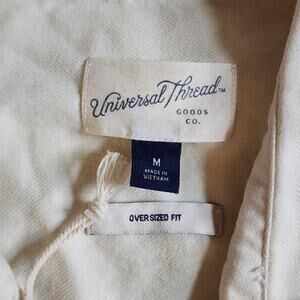 Universal Thread™
GOODS
CO.
M
MADE IN
VIETNAM
OVERSIZED FIT